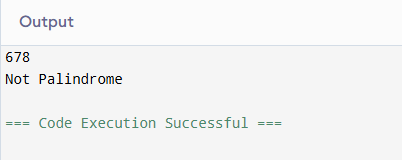 Output
678
Not Palindrome
=== Code Execution Successful ===